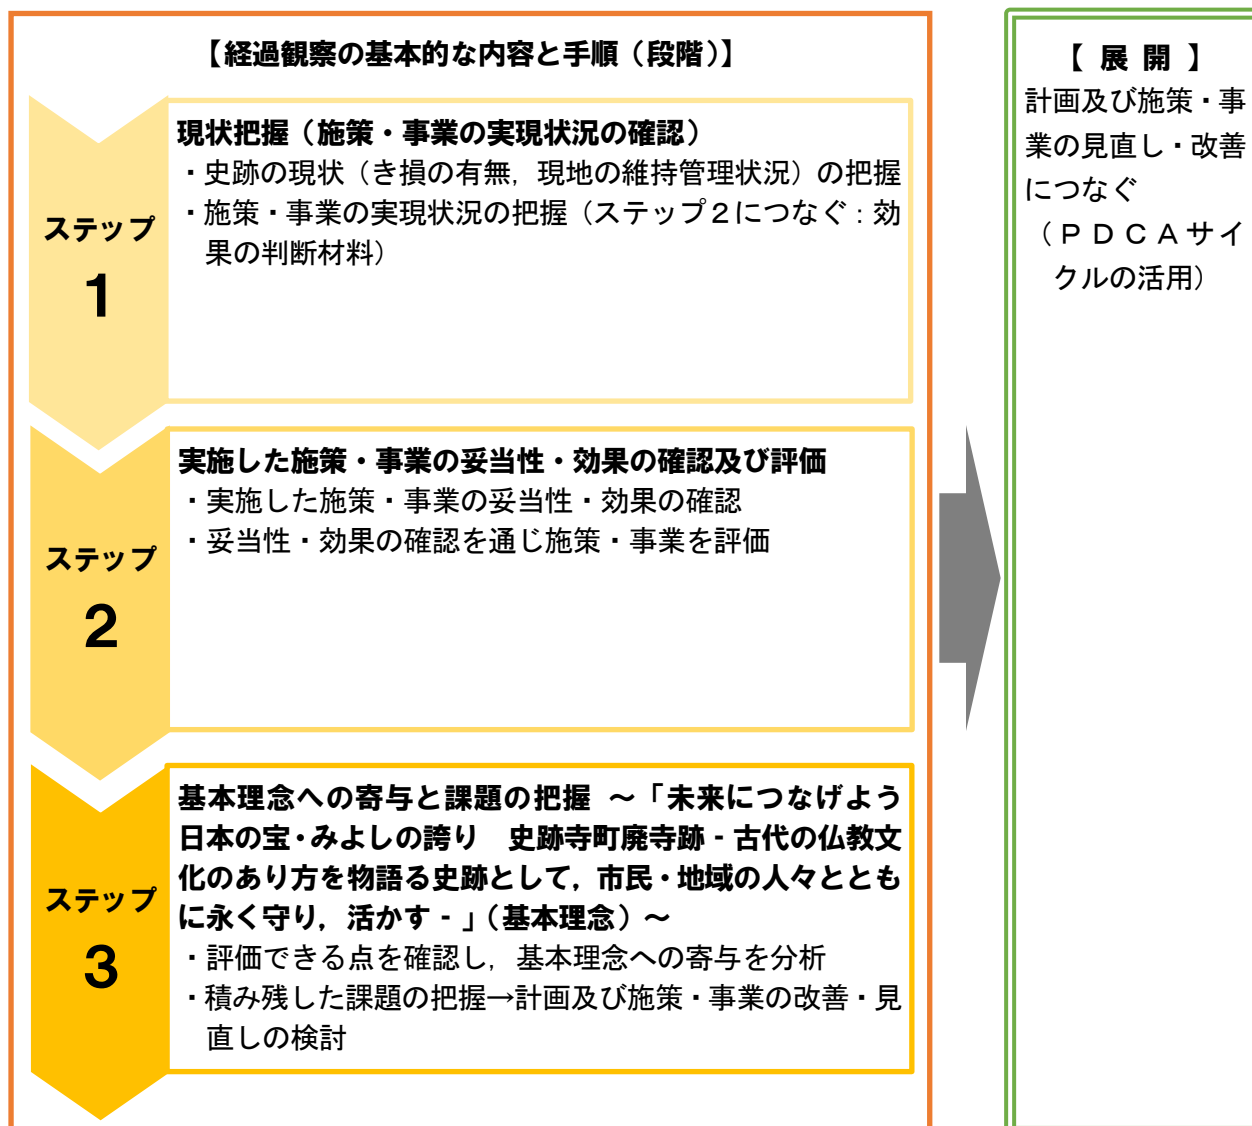 【経過観察の基本的な内容と手順（段階）】
ステップ
1
現状把握（施策・事業の実現状況の確認）
・史跡の現状（き損の有無，現地の維持管理状況）の把握
・施策・事業の実現状況の把握（ステップ２につなぐ：効
果の判断材料）
ステップ
2
実施した施策・事業の妥当性・効果の確認及び評価
・実施した施策・事業の妥当性・効果の確認
・妥当性・効果の確認を通じ施策・事業を評価
ステップ
3
基本理念への寄与と課題の把握 ～「未来につなげよう
日本の宝・みよしの誇り　史跡寺町廃寺跡‐古代の仏教文
化のあり方を物語る史跡として，市民・地域の人々ととも
に永く守り，活かす‐」（基本理念）～
・評価できる点を確認し，基本理念への寄与を分析
・積み残した課題の把握→計画及び施策・事業の改善・見
直しの検討
【 展 開 】
計画及び施策・事
業の見直し・改善
につなぐ
（ＰＤＣＡサイ
クルの活用）